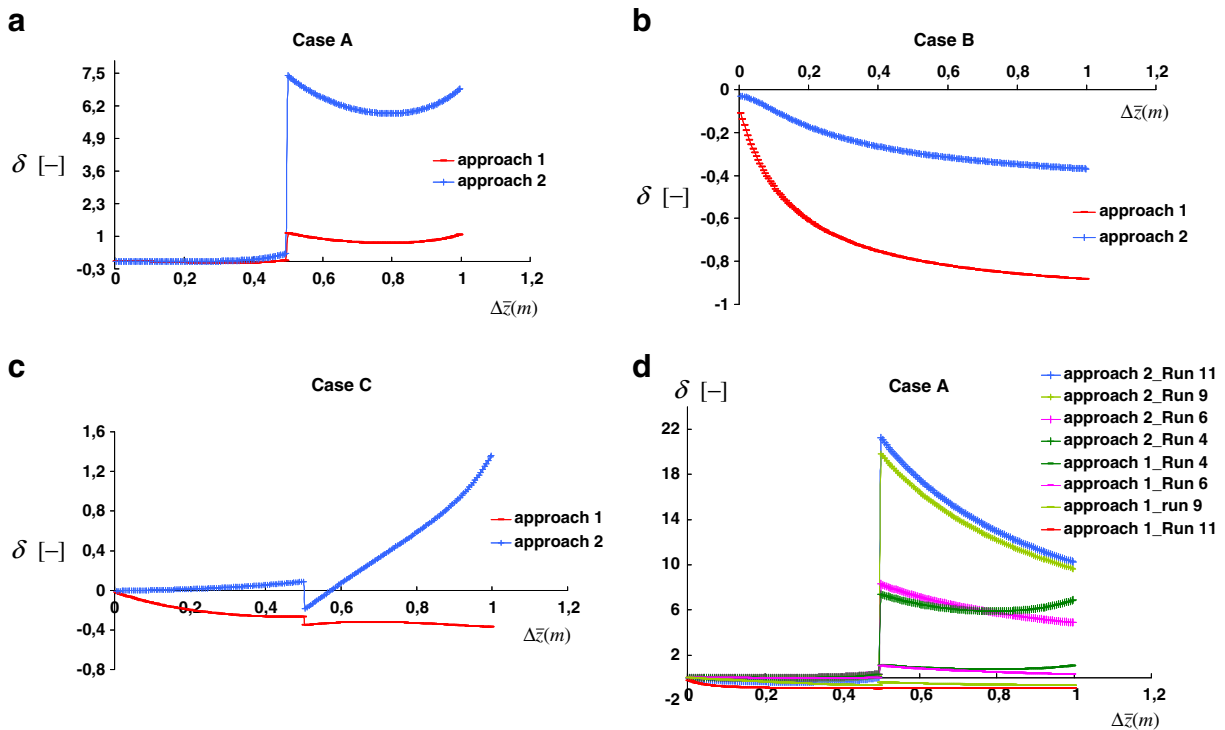 a
Case A
7,5
6,2
4,9
3,6
2,3
1
-0,3
δ [–]
approach 1
approach 2
0
0,2
0,4
0,6
0,8
1
1,2
Δz̄(m)
b
Case B
0
0,2
0,4
0,6
0,8
1
1,2
Δz̄(m)
0
-0,2
-0,4
-0,6
-0,8
-1
δ [–]
approach 1
approach 2
c
Case C
1,6
1,2
0,8
0,4
0
-0,4
-0,8
δ [–]
approach 1
approach 2
0
0,2
0,4
0,6
0,8
1
1,2
Δz̄(m)
d
δ [–]
Case A
approach 2_Run 11
approach 2_Run 9
approach 2_Run 6
approach 2_Run 4
approach 1_Run 4
approach 1_Run 6
approach 1_run 9
approach 1_Run 11
22
18
14
10
6
2
-2
0
0,2
0,4
0,6
0,8
1
1,2
Δz̄(m)